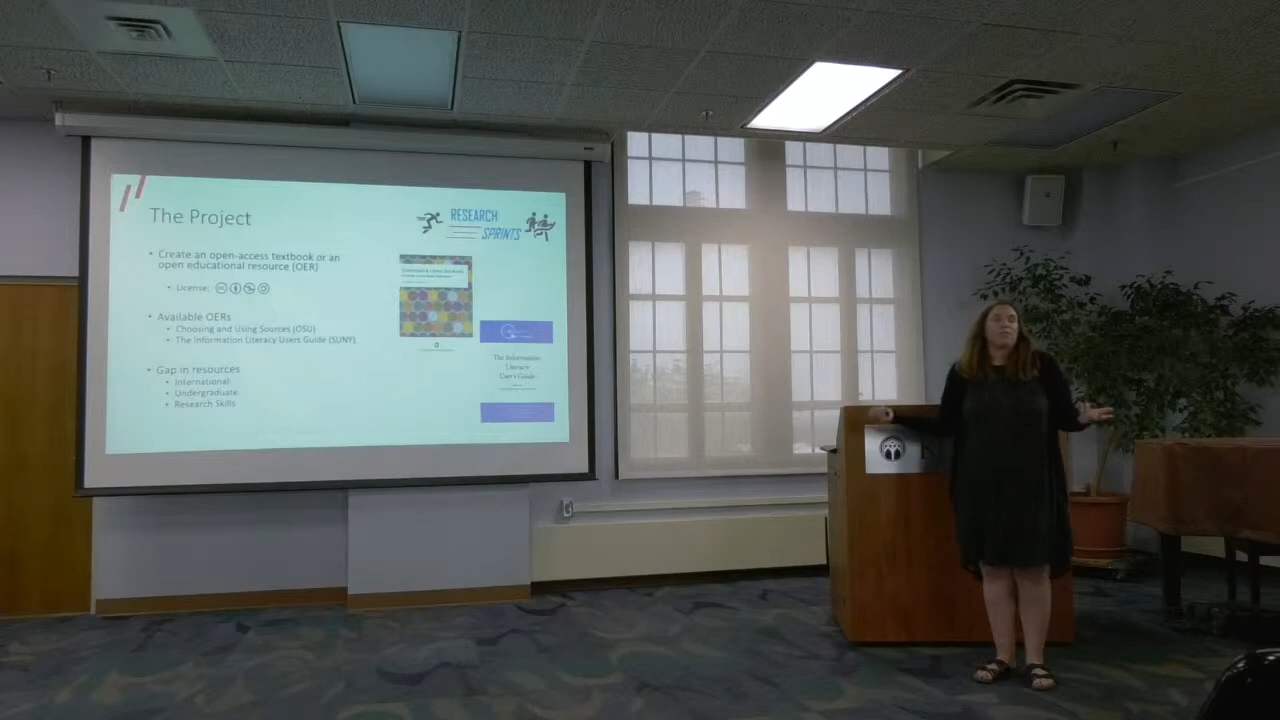 The Project
RESEARCH
SPRINTS
• Create an open-access textbook or an
open educational resource (OER)
• License:
• Available OERs
• Choosing and Using Sources (OSU)
• The Information Literacy Users Guide (SUNY)
• Gap in resources
• International
• Undergraduate
• Research Skills
The Information
Literacy
User's Guide